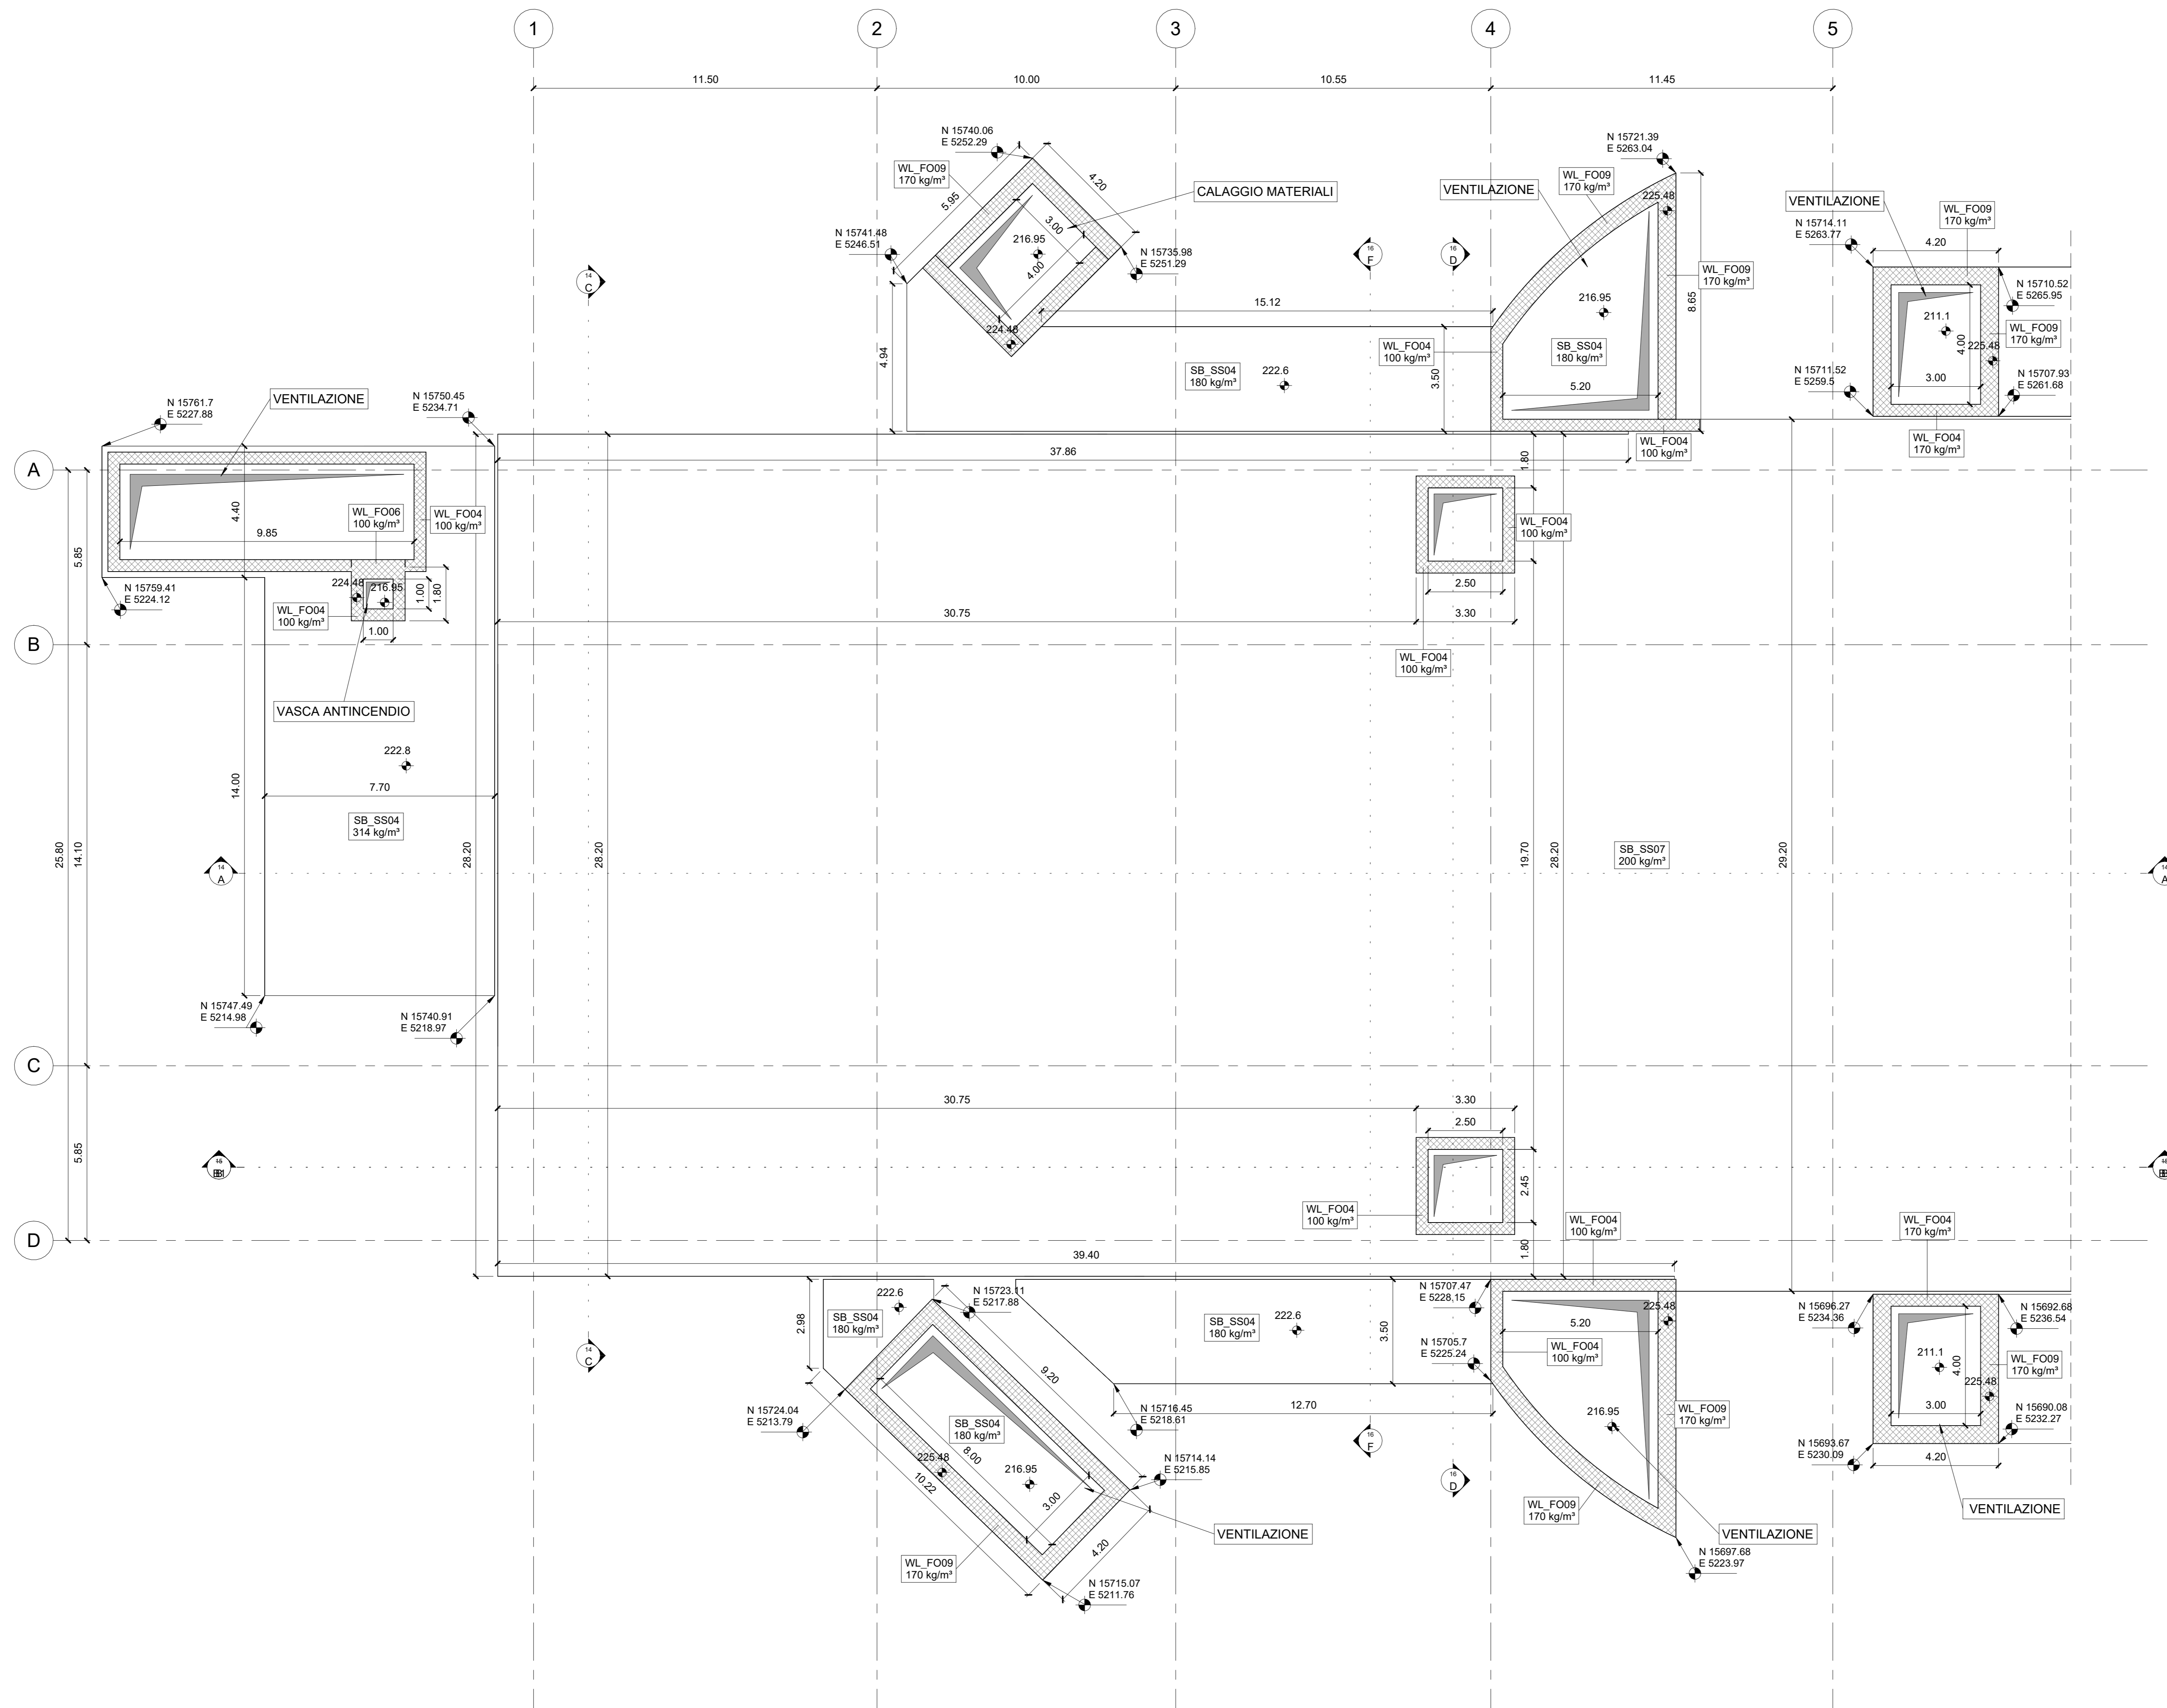 1
2
3
4
5
11.50
10.00
10.55
11.45
N 15740.06
E 5252.29
WL_FO09
170 kg/m³
5.95
4.20
CALAGGIO MATERIALI
3.00
216.95
4.00
N 15741.48
E 5246.51
N 15735.98
E 5251.29
224.48
4.94
15.12
SB_SS04
180 kg/m³
222.6
3.50
14
C
16
F
16
D
N 15721.39
E 5263.04
WL_FO09
170 kg/m³
VENTILAZIONE
225.48
WL_FO09
170 kg/m³
8.65
216.95
WL_FO04
100 kg/m³
SB_SS04
180 kg/m³
5.20
WL_FO04
100 kg/m³
VENTILAZIONE
N 15714.11
E 5263.77
WL_FO09
170 kg/m³
4.20
N 15710.52
E 5265.95
211.1
4.00
WL_FO09
170 kg/m³
225.48
3.00
N 15711.52
E 5259.5
N 15707.93
E 5261.68
WL_FO04
170 kg/m³
N 15761.7
E 5227.88
VENTILAZIONE
N 15750.45
E 5234.71
A
4.40
9.85
WL_FO06
100 kg/m³
WL_FO04
100 kg/m³
5.85
N 15759.41
E 5224.12
224.48
216.95
1.00
1.80
WL_FO04
100 kg/m³
1.00
B
VASCA ANTINCENDIO
222.8
14.00
7.70
SB_SS04
314 kg/m³
25.80
14.10
28.20
28.20
14
A
N 15747.49
E 5214.98
N 15740.91
E 5218.97
C
5.85
D
37.86
1.80
WL_FO04
100 kg/m³
2.50
30.75
3.30
WL_FO04
100 kg/m³
19.70
28.20
SB_SS07
200 kg/m³
29.20
14
30.75
3.30
2.50
2.45
WL_FO04
100 kg/m³
1.80
39.40
WL_FO04
100 kg/m³
WL_FO04
170 kg/m³
2.98
222.6
SB_SS04
180 kg/m³
N 15723.11
E 5217.88
14
C
9.20
N 15724.04
E 5213.79
SB_SS04
180 kg/m³
8.00
225.48
216.95
10.22
3.00
WL_FO09
170 kg/m³
4.20
N 15715.07
E 5211.76
VENTILAZIONE
N 15714.14
E 5215.85
N 15716.45
E 5218.61
12.70
SB_SS04
180 kg/m³
222.6
3.50
16
F
16
D
N 15707.47
E 5228.15
N 15705.7
E 5225.24
5.20
225.48
WL_FO04
100 kg/m³
216.95
WL_FO09
170 kg/m³
WL_FO09
170 kg/m³
VENTILAZIONE
N 15697.68
E 5223.97
N 15696.27
E 5234.36
N 15692.68
E 5236.54
211.1
4.00
WL_FO09
170 kg/m³
225.48
3.00
N 15693.67
E 5230.09
N 15690.08
E 5232.27
4.20
VENTILAZIONE